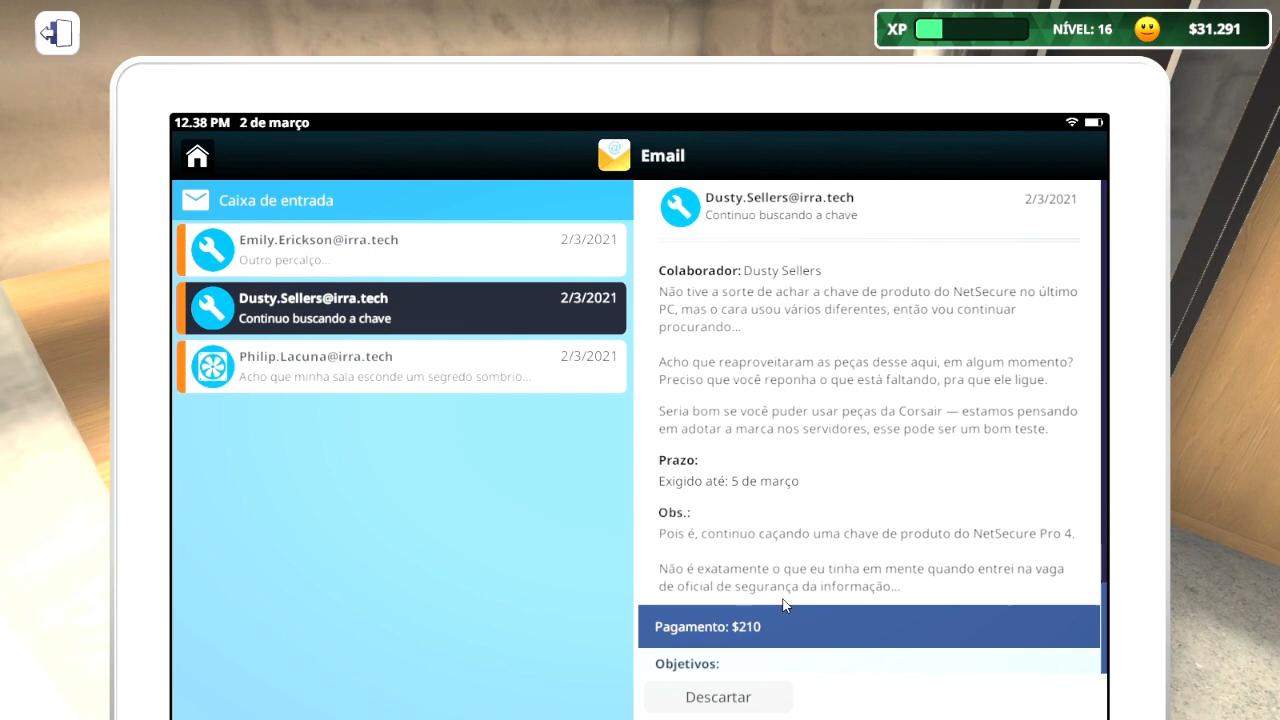 XP
NÍVEL: 16
$31.291
12.38 PM 2 de março
Email
Caixa de entrada
Emily.Erickson@irra.tech 2/3/2021
Outro percalço...
Dusty.Sellers@irra.tech 2/3/2021
Continuo buscando a chave
Philip.Lacuna@irra.tech 2/3/2021
Acho que minha sala esconde um segredo sombrio...
Dusty.Sellers@irra.tech 2/3/2021
Continuo buscando a chave
Colaborador: Dusty Sellers
Não tive a sorte de achar a chave de produto do NetSecure no último
PC, mas o cara usou vários diferentes, então vou continuar
procurando...
Acho que reaproveitaram as peças desse aqui, em algum momento?
Preciso que você reponha o que está faltando, pra que ele ligue.
Seria bom se você puder usar peças da Corsair — estamos pensando
em adotar a marca nos servidores, esse pode ser um bom teste.
Prazo:
Exigido até: 5 de março
Obs.:
Pois é, continuo caçando uma chave de produto do NetSecure Pro 4.
Não é exatamente o que eu tinha em mente quando entrei na vaga
de oficial de segurança da informação...
Pagamento: $210
Objetivos:
Descartar